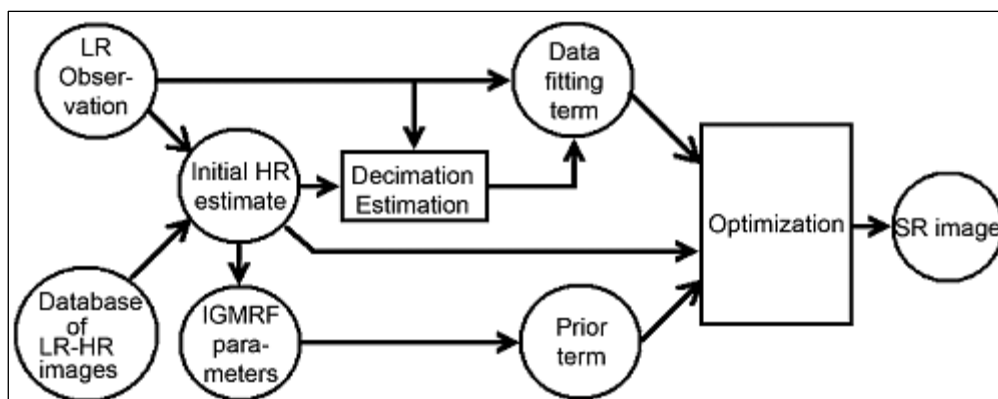 LR
Obser-
vation
Data
fitting
term
Initial HR
estimate
Decimation
Estimation
Optimization
SR image
Database
of
LR-HR
images
IGMRF
para-
meters
Prior
term